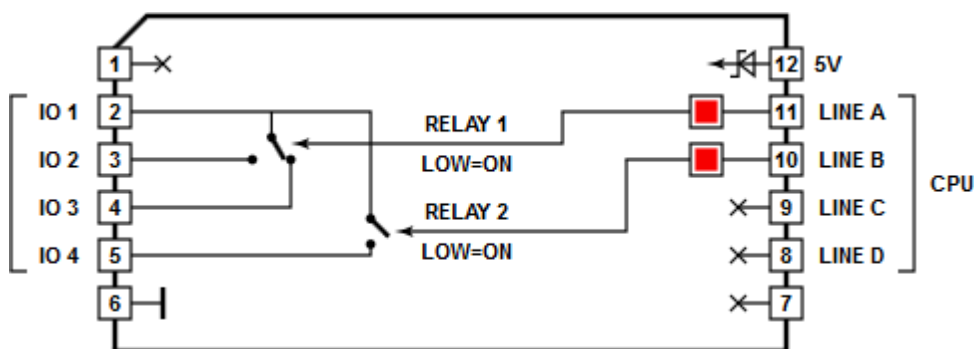 1 12 5V
IO 1 2 11 LINE A
RELAY 1
IO 2 3 LOW=ON 10 LINE B
CPU
IO 3 4 RELAY 2 9 LINE C
IO 4 5 LOW=ON 8 LINE D
6 7